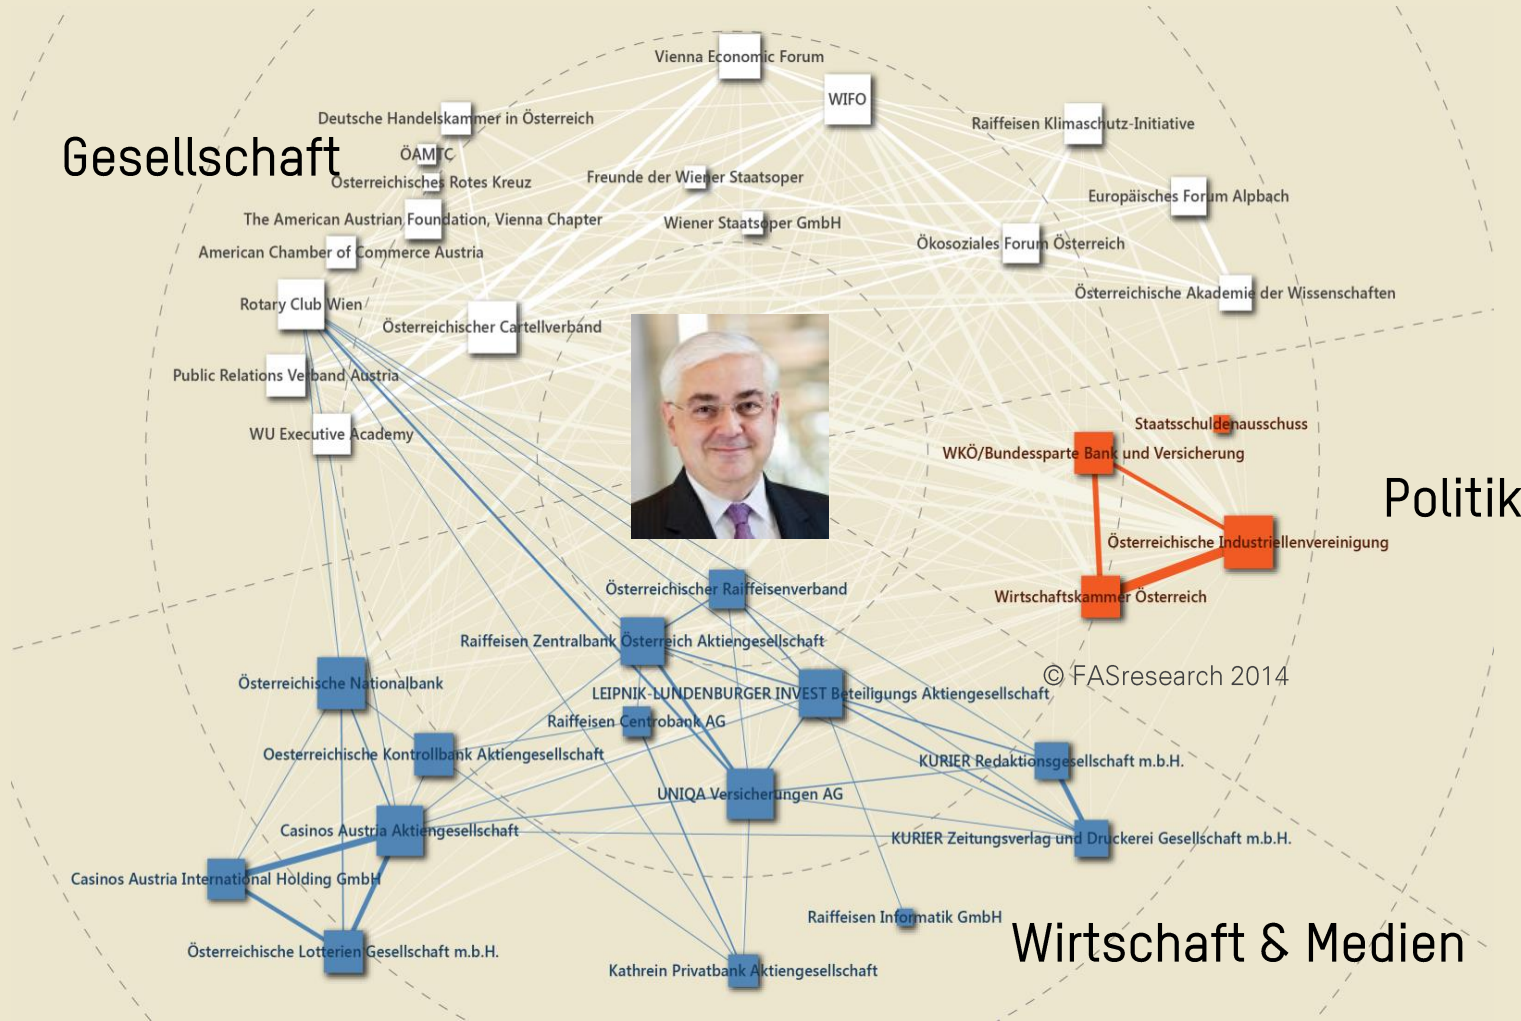 Vienna Economic Forum
WIFO
Deutsche Handelskammer in Österreich
Raiffeisen Klimaschutz-Initiative
Gesellschaft
ÖAMTC
Österreichisches Rotes Kreuz
Freunde der Wiener Staatsoper
Europäisches Forum Alpbach
The American Austrian Foundation, Vienna Chapter
Wiener Staatsoper GmbH
Ökosoziales Forum Österreich
American Chamber of Commerce Austria
Österreichische Akademie der Wissenschaften
Rotary Club Wien
Österreichischer Cartellverband
Public Relations Verband Austria
WU Executive Academy
Staatsschuldenausschuss
WKÖ/Bundessparte Bank und Versicherung
Politik
Österreichische Industriellenvereinigung
Österreichischer Raiffeisenverband
Wirtschaftskammer Österreich
Raiffeisen Zentralbank Österreich Aktiengesellschaft
© FASresearch 2014
Österreichische Nationalbank
LEIPNIK-LUNDENBURGER INVEST Beteiligungs Aktiengesellschaft
Raiffeisen Centrobank AG
Oesterreichische Kontrollbank Aktiengesellschaft
KURIER Redaktionsgesellschaft m.b.H.
UNIQA Versicherungen AG
Casinos Austria Aktiengesellschaft
KURIER Zeitungsverlag und Druckerei Gesellschaft m.b.H.
Casinos Austria International Holding GmbH
Raiffeisen Informatik GmbH
Wirtschaft & Medien
Österreichische Lotterien Gesellschaft m.b.H.
Kathrein Privatbank Aktiengesellschaft